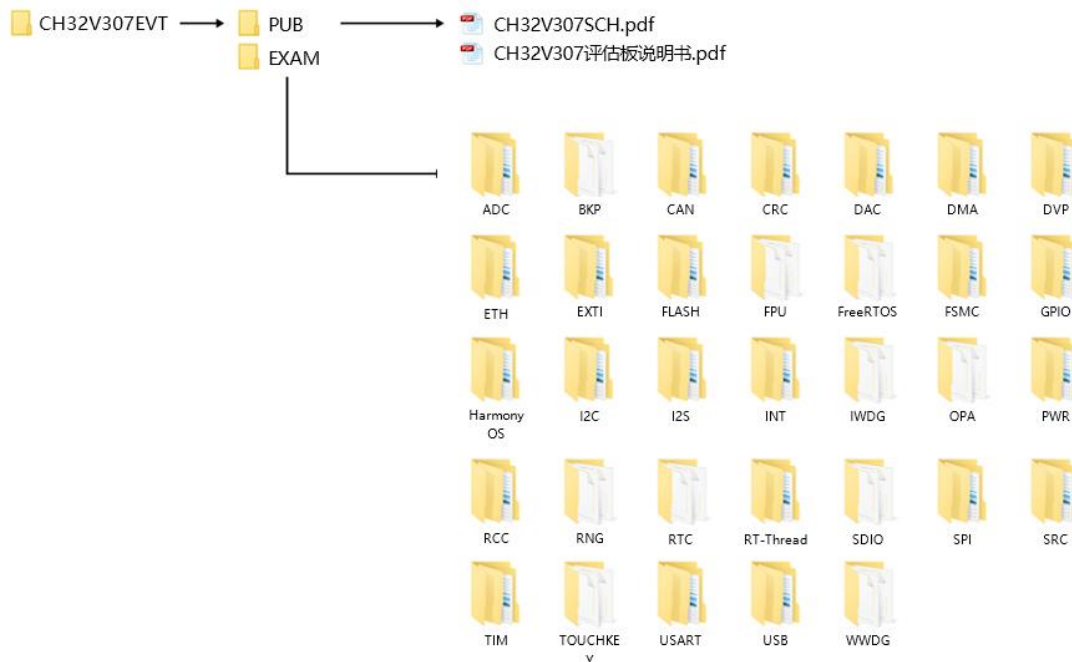 CH32V307EVT PUB CH32V307SCH.pdf
EXAM CH32V307评估板说明书.pdf
ADC BKP CAN CRC DAC DMA DVP
ETH EXTI FLASH FPU FreeRTOS FSMC GPIO
Harmony
OS I2C I2S INT IWDG OPA PWR
RCC RNG RTC RT-Thread SDIO SPI SRC
TIM TOUCHKE
Y USART USB WWDG